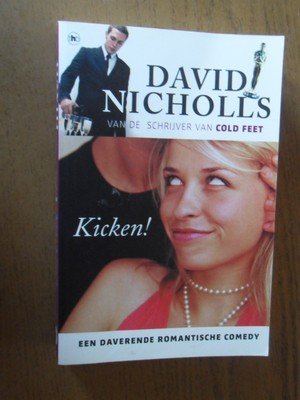 DAVID
NICHOLLS
VAN DE SCHRIJVER VAN COLD FEET
Kicken!
EEN DAVERENDE ROMANTISCHE COMEDY